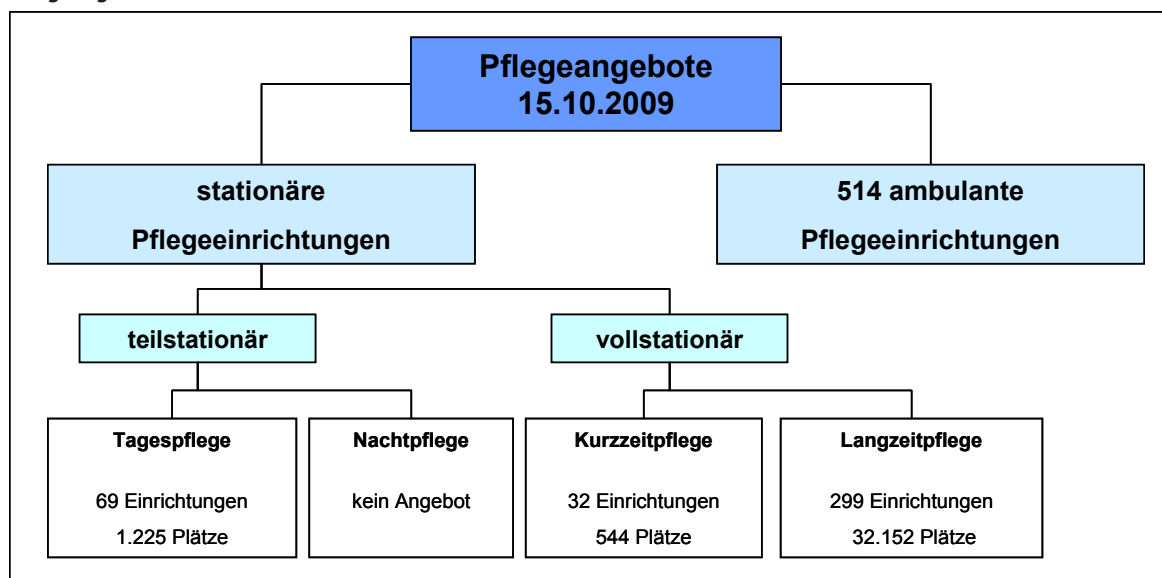 Pflegeangebote
15.10.2009
stationäre
Pflegeeinrichtungen
514 ambulante
Pflegeeinrichtungen
teilstationär
vollstationär
Tagespflege
69 Einrichtungen
1.225 Plätze
Nachtpflege
kein Angebot
Kurzzeitpflege
32 Einrichtungen
544 Plätze
Langzeitpflege
299 Einrichtungen
32.152 Plätze